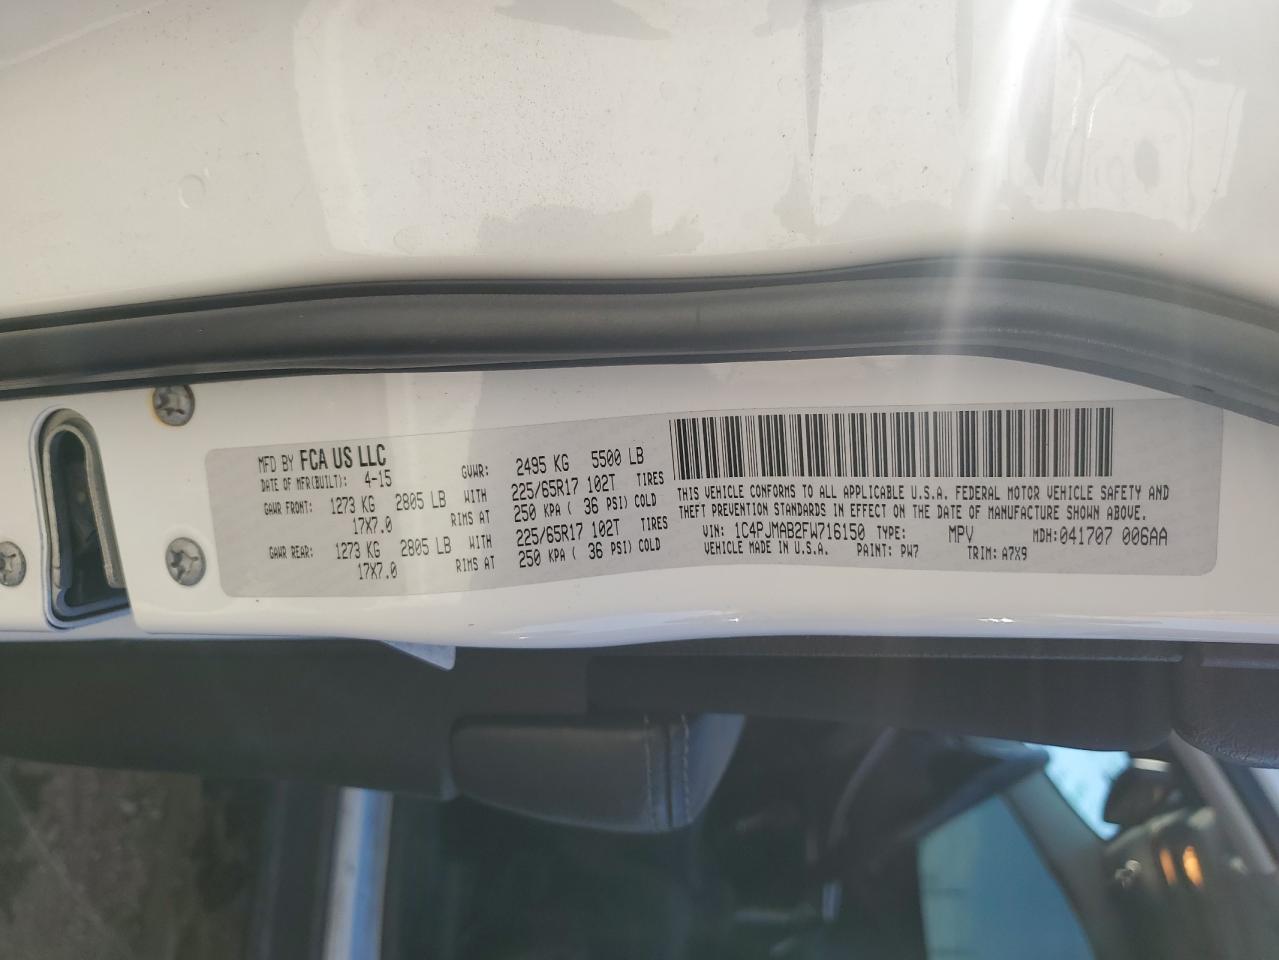 MFD BY FCA US LLC
DATE OF MFR(BUILT): 4-15 GVWR: 2495 KG 5500 LB
GAWR FRONT: 1273 KG 2805 LB WITH 225/65R17 102T TIRES
17X7.0 RIMS AT 250 KPA ( 36 PSI) COLD
GAWR REAR: 1273 KG 2805 LB WITH 225/65R17 102T TIRES
17X7.0 RIMS AT 250 KPA ( 36 PSI) COLD
THIS VEHICLE CONFORMS TO ALL APPLICABLE U.S.A. FEDERAL MOTOR VEHICLE SAFETY AND
THEFT PREVENTION STANDARDS IN EFFECT ON THE DATE OF MANUFACTURE SHOWN ABOVE.
VIN: 1C4PJMAB2FW716150 TYPE: MPV MDH:041707 006AA
VEHICLE MADE IN U.S.A. PAINT: PW7 TRIM: A7X9